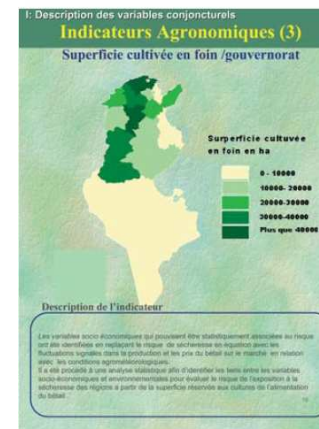 I: Description des variables conjoncturels
Indicateurs Agronomiques (3)
Superficie cultivée en foin /gouvernorat
Surperficie cultuvée
en foin en ha
0 - 10000
10000- 20000
20000-30000
30000-40000
Plus que 40000
Description de l'indicateur
Les variables socio économiques qui pouvaient être statistiquement associées au risque
ont été identifiées en replaçant le risque de sécheresse en équation avec les
fluctuations signalés dans la production et les prix du bétail sur le marché en relation
avec les conditions agrométéorologiques.
Il a été procédé à une analyse statistique afin d'identifier les liens entre les variables
socio-économiques et environnementales pour évaluer le risque de l'exposition à la
sécheresse des régions à partir de la superficie réservée aux cultures de l'alimentation
du bétail .